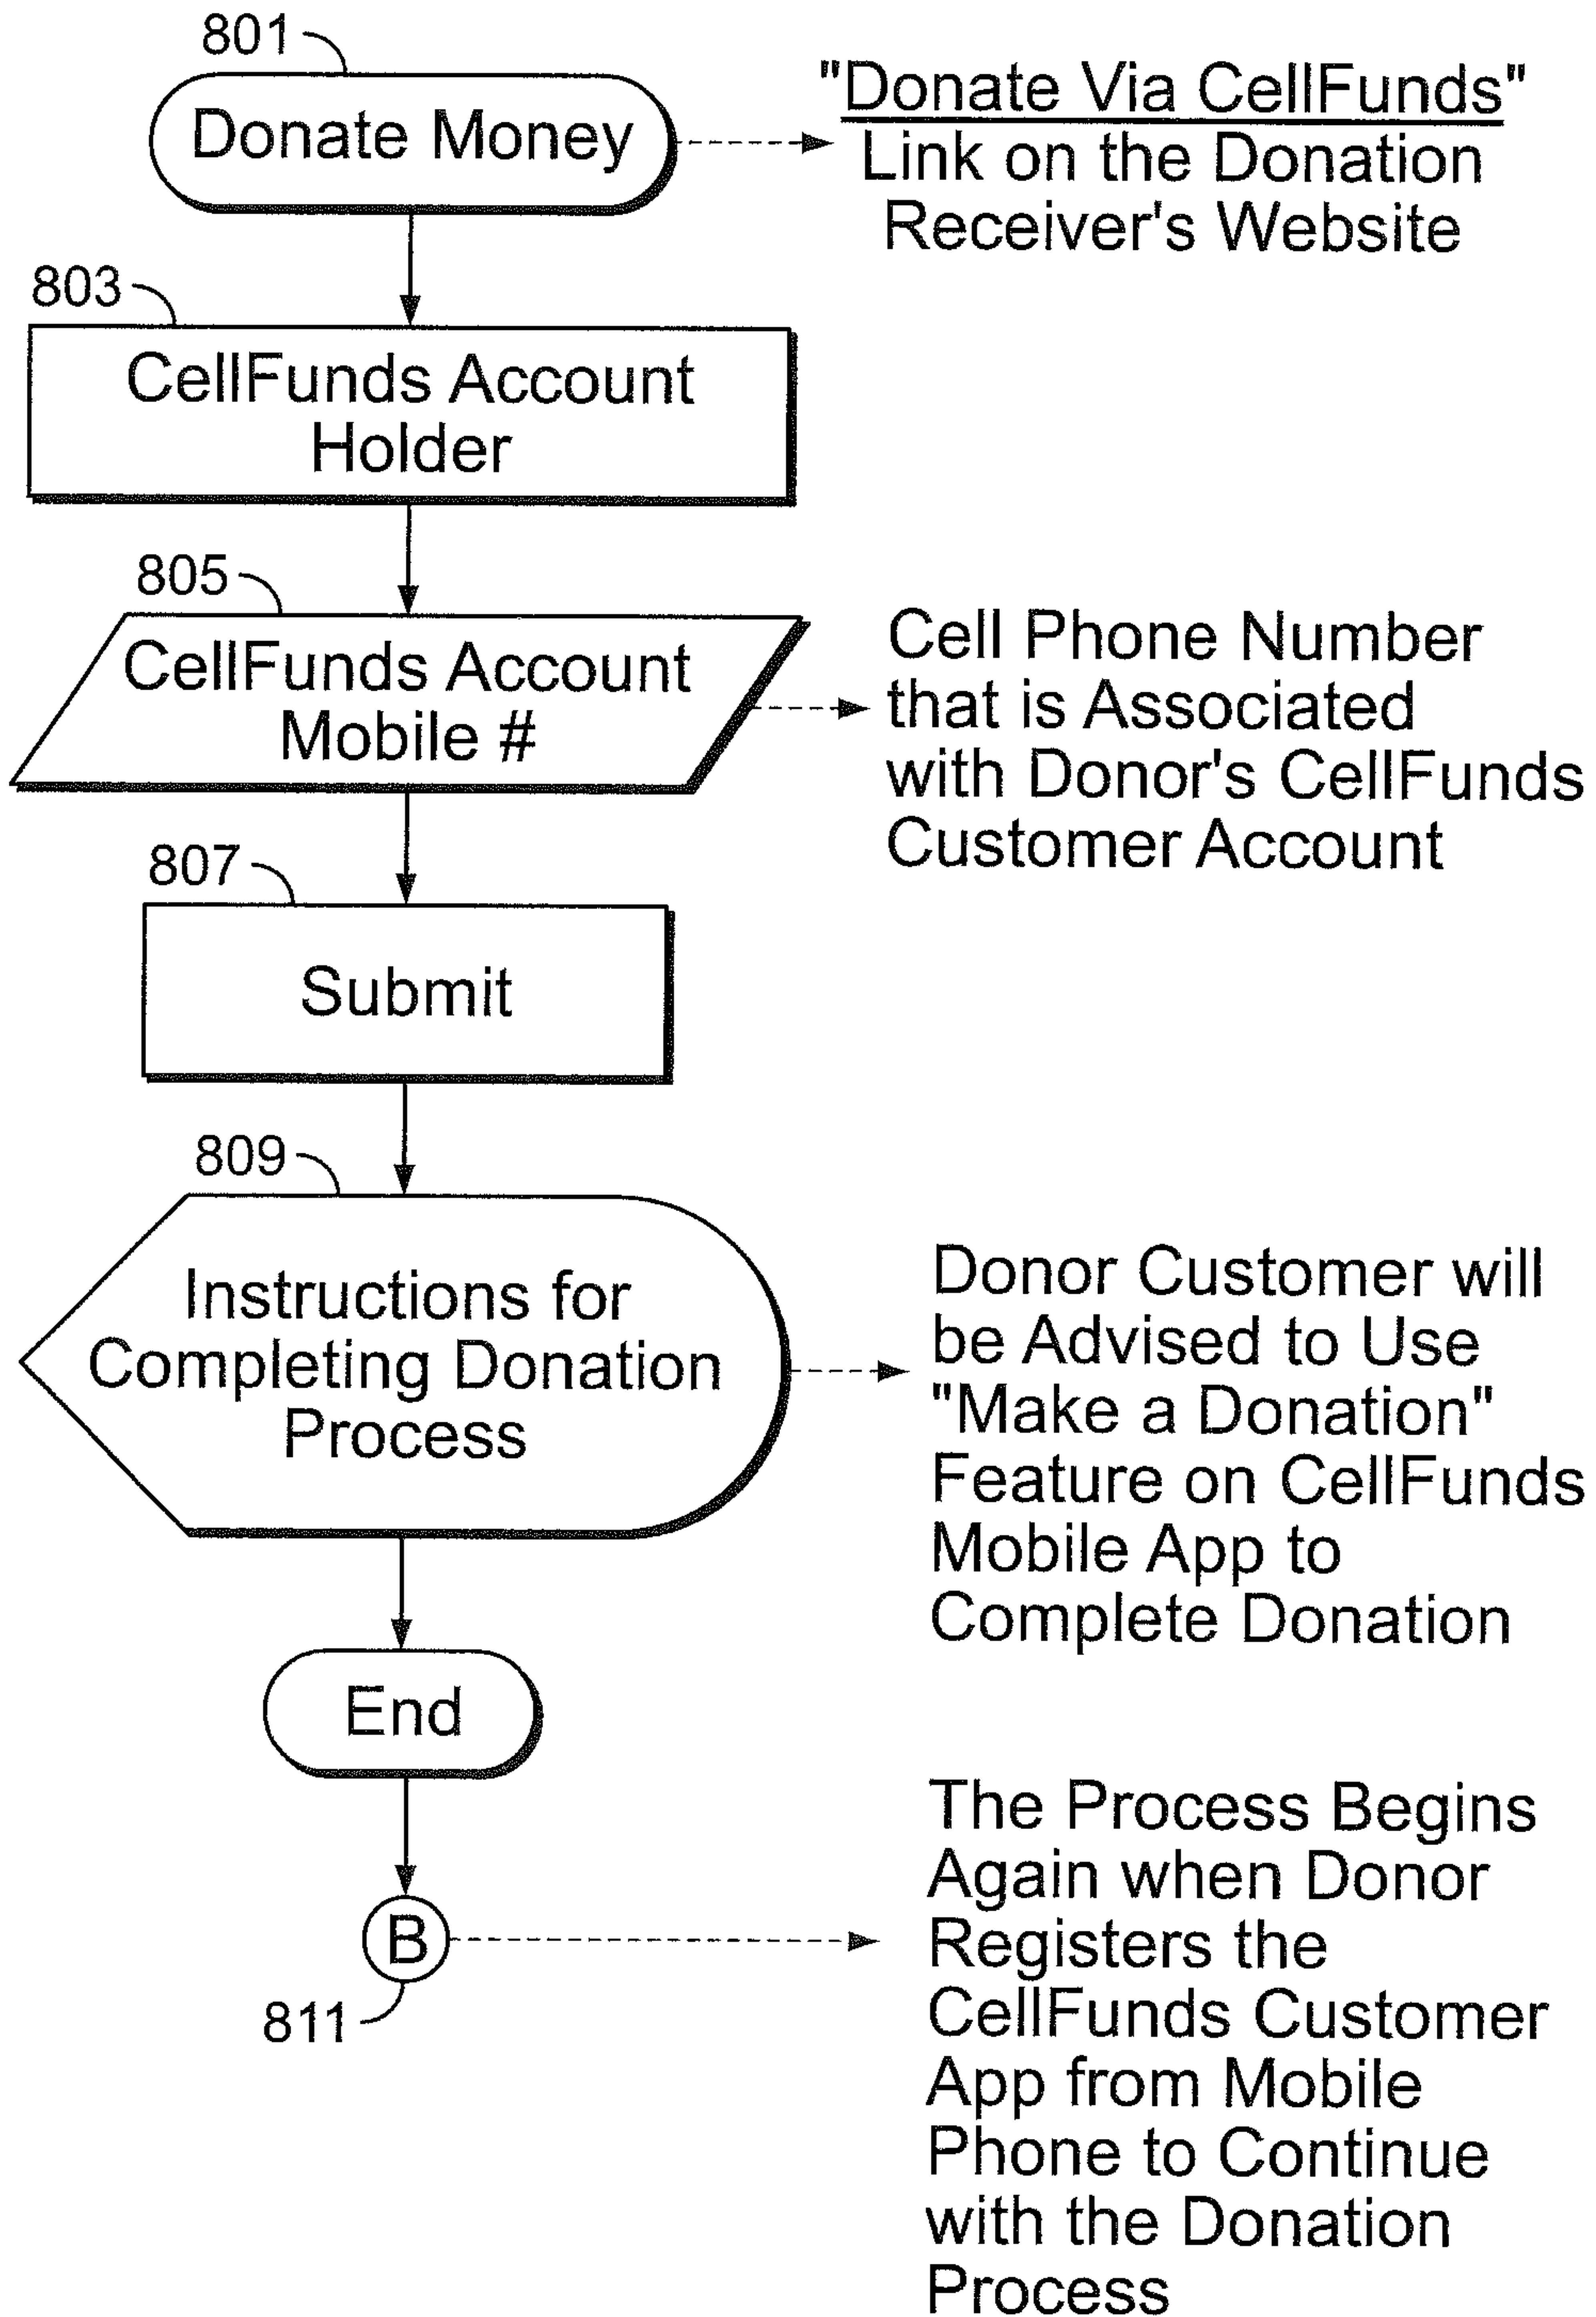 801
Donate Money
"Donate Via CellFunds"
Link on the Donation
Receiver's Website
803
CellFunds Account
Holder
805
CellFunds Account
Mobile #
Cell Phone Number
that is Associated
with Donor's CellFunds
Customer Account
807
Submit
809
Instructions for
Completing Donation
Process
Donor Customer will
be Advised to Use
"Make a Donation"
Feature on CellFunds
Mobile App to
Complete Donation
End
B
811
The Process Begins
Again when Donor
Registers the
CellFunds Customer
App from Mobile
Phone to Continue
with the Donation
Process